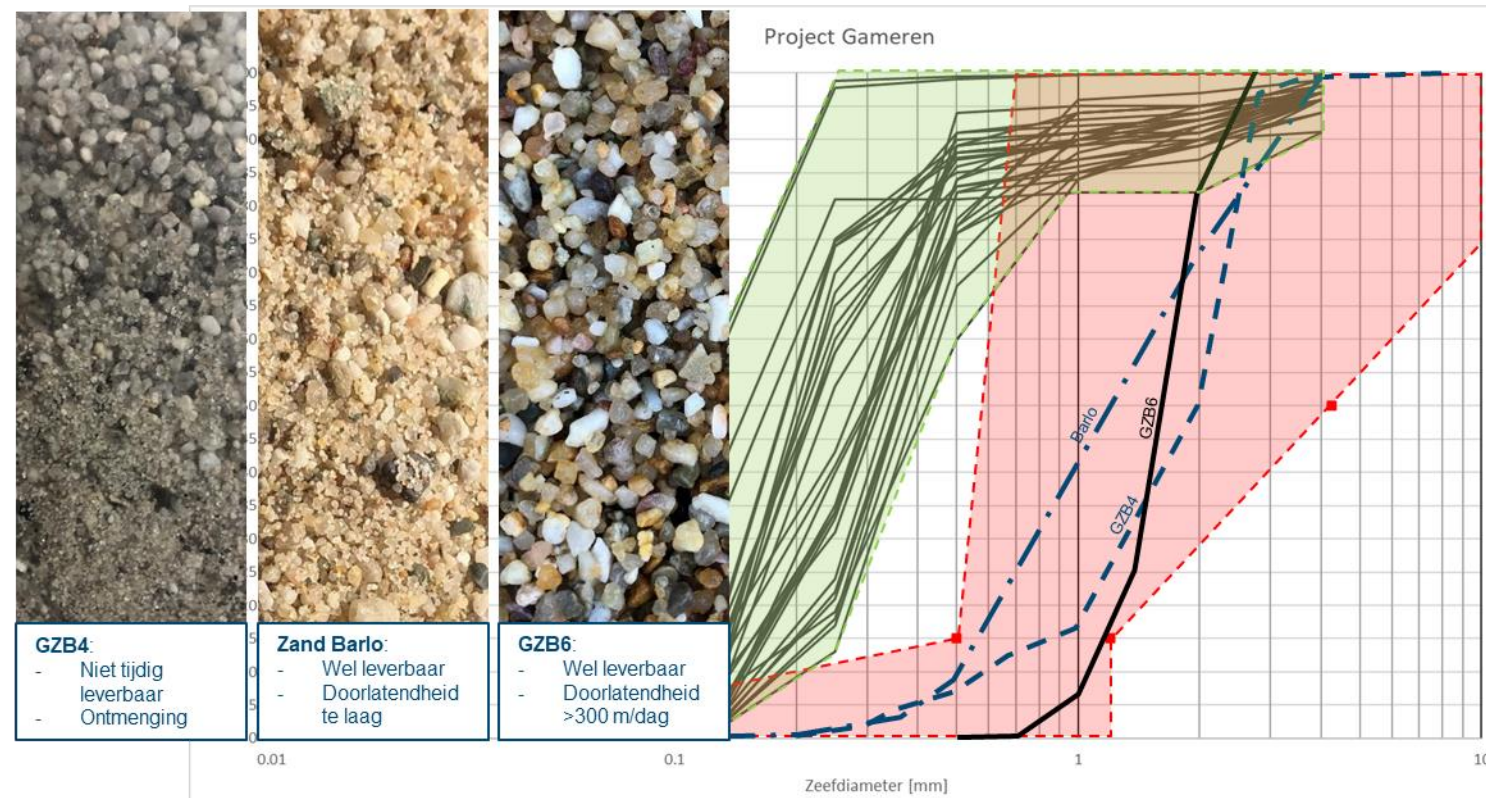 Project Gameren
Barlo
GZB6
GZB4
GZB4:
- Niet tijdig
leverbaar
- Ontmenging
Zand Barlo:
- Wel leverbaar
- Doorlatendheid
te laag
GZB6:
- Wel leverbaar
- Doorlatendheid
>300 m/dag
0.01
0.1
1
10
Zeefdiameter [mm]